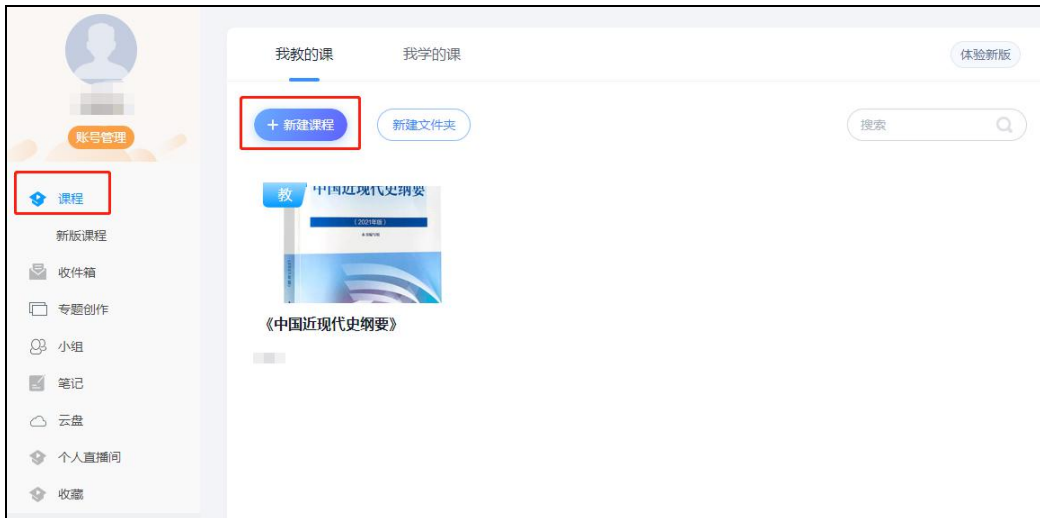 我教的课
我学的课
体验新版
+ 新建课程
新建文件夹
搜索
账号管理
课程
新版课程
收件箱
专题创作
小组
笔记
云盘
个人直播间
收藏
教
中国近现代史纲要
(2021年版)
《中国近现代史纲要》